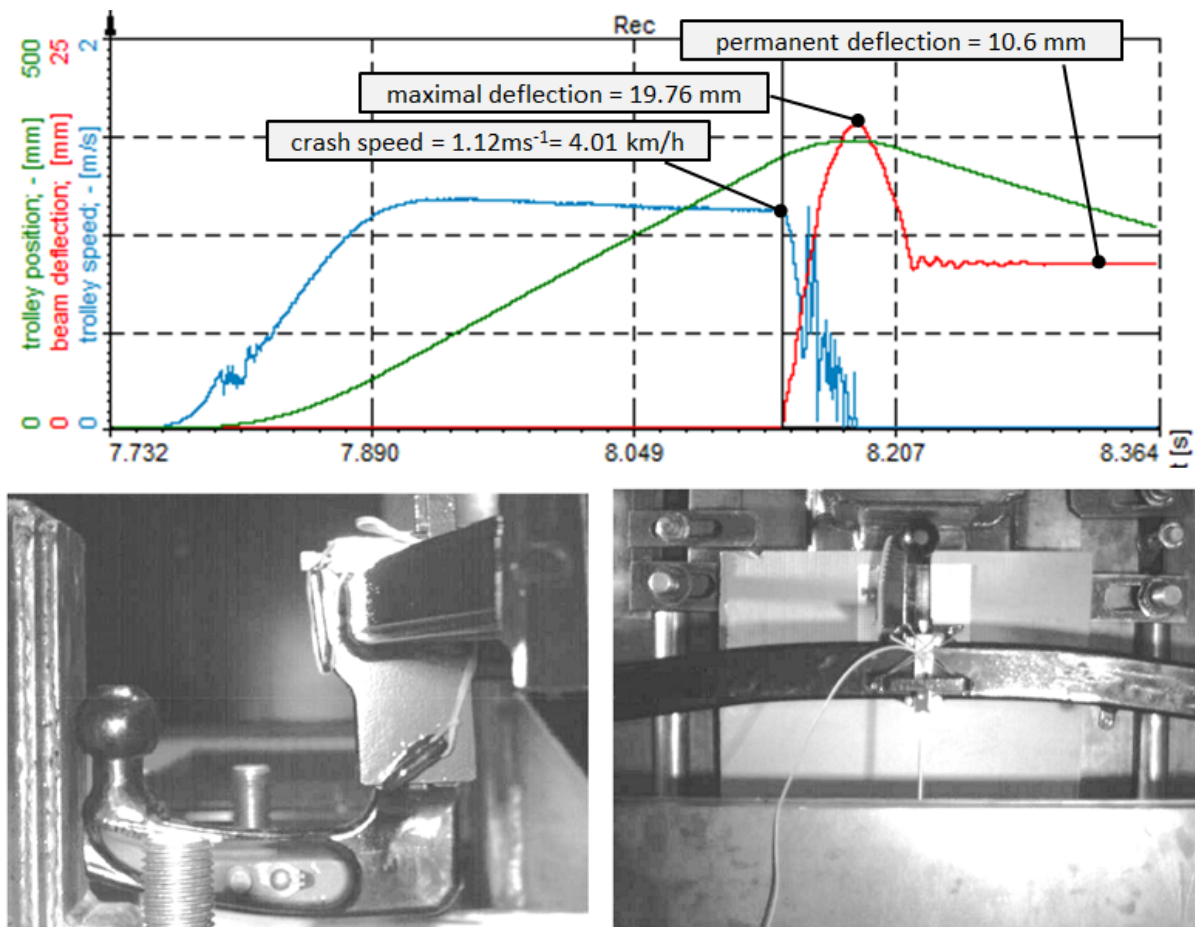 Rec
permanent deflection = 10.6 mm
maximal deflection = 19.76 mm
crash speed = 1.12ms⁻¹= 4.01 km/h
trolley position; - [mm]
0
500
beam deflection; [mm]
0
25
trolley speed; - [m/s]
0
2
7.732
7.890
8.049
8.207
8.364
t [s]